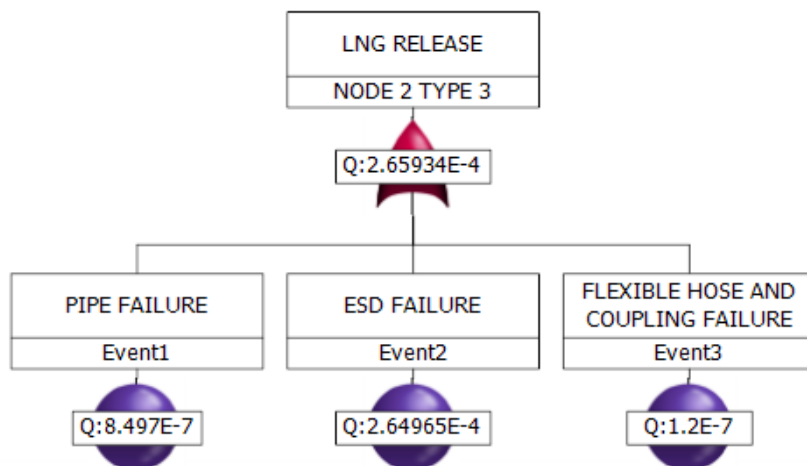 LNG RELEASE
NODE 2 TYPE 3
Q:2.65934E-4
PIPE FAILURE
Event1
Q:8.497E-7
ESD FAILURE
Event2
Q:2.64965E-4
FLEXIBLE HOSE AND
COUPLING FAILURE
Event3
Q:1.2E-7